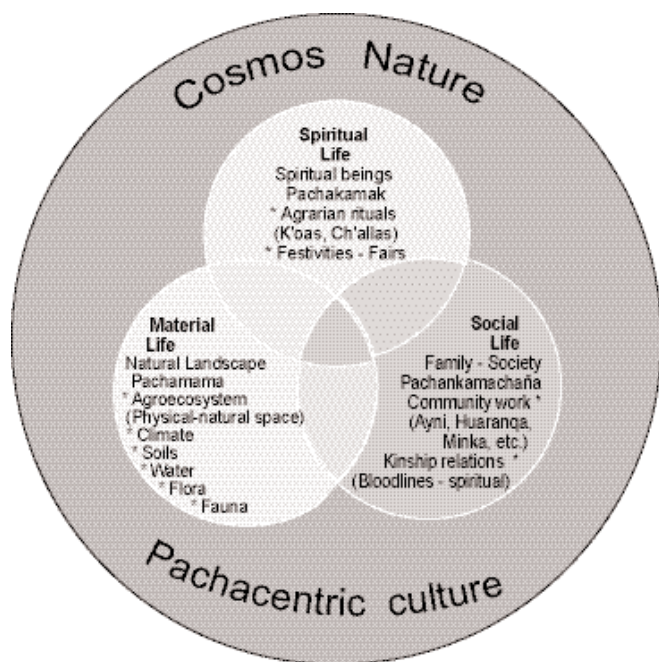 Cosmos Nature
Spiritual
Life
Spiritual beings
Pachakamak
* Agrarian rituals
(K'oas, Ch'allas)
* Festivities - Fairs
Material
Life
Natural Landscape
Pachamama
* Agroecosystem
(Physical-natural space)
* Climate
* Soils
* Water
* Flora
* Fauna
Social
Life
Family - Society
Pachankamachaña
Community work *
(Ayni, Huaranqa,
Minka, etc.)
Kinship relations *
(Bloodlines - spiritual)
Pachacentric culture